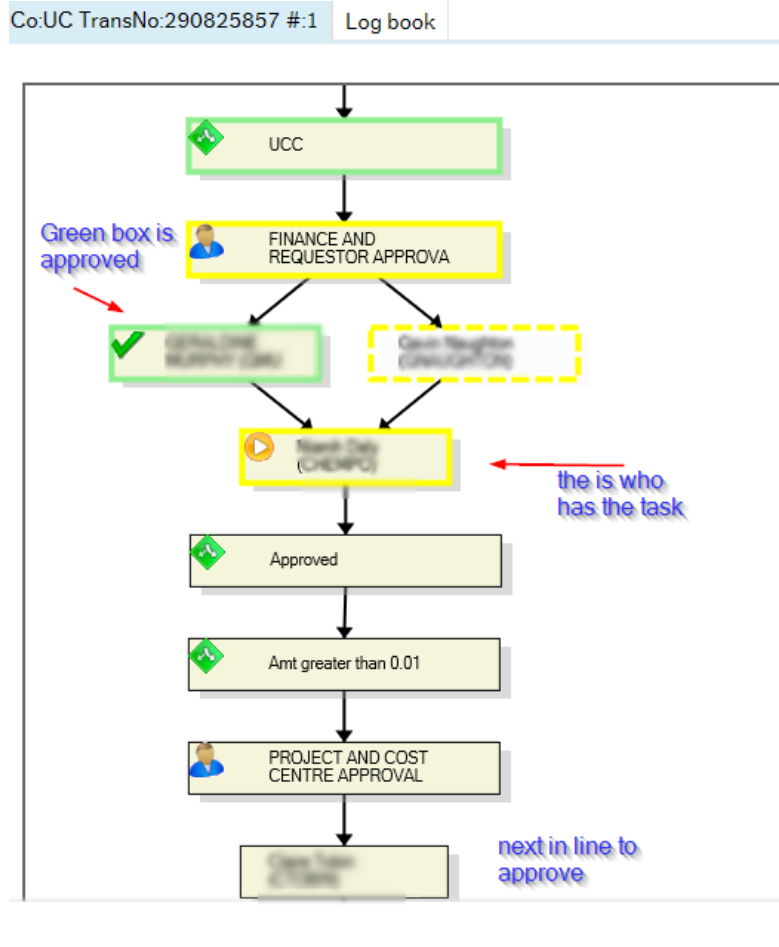 Co:UC TransNo:290825857 #:1 Log book
UCC
Green box is
approved
FINANCE AND
REQUESTOR APPROVA
the is who
has the task
Approved
Amt greater than 0.01
PROJECT AND COST
CENTRE APPROVAL
next in line to
approve